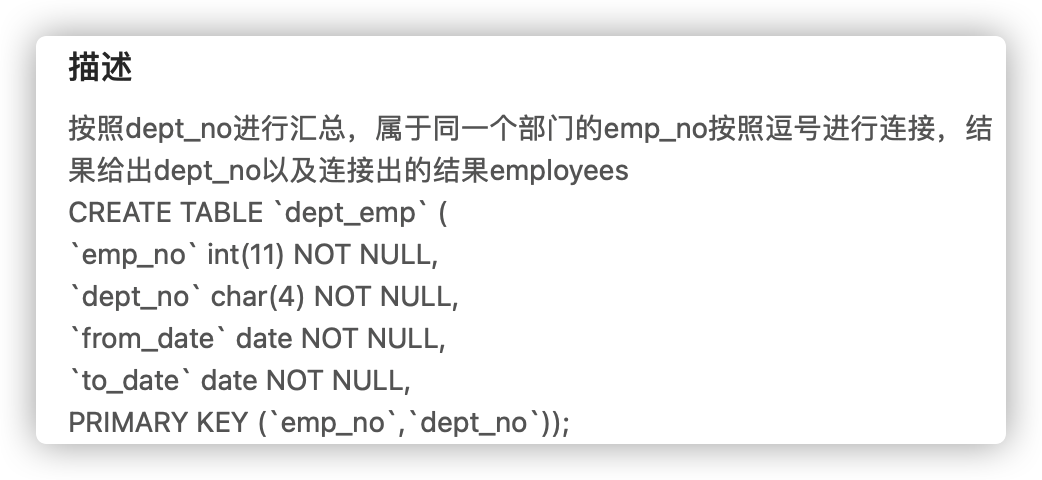 描述
按照dept_no进行汇总，属于同一个部门的emp_no按照逗号进行连接，结
果给出dept_no以及连接出的结果employees
CREATE TABLE `dept_emp` (
`emp_no` int(11) NOT NULL,
`dept_no` char(4) NOT NULL,
`from_date` date NOT NULL,
`to_date` date NOT NULL,
PRIMARY KEY (`emp_no`,`dept_no`));